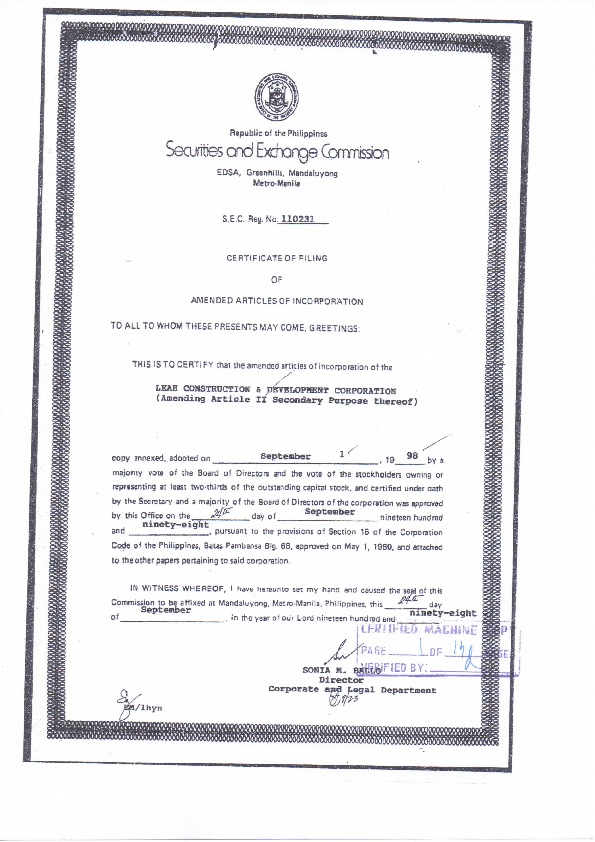 Republic of the Philippines
Securities and Exchange Commission
EDSA, Greenhills, Mandaluyong
Metro-Manila
S.E.C. Reg. No. 110231
CERTIFICATE OF FILING
OF
AMENDED ARTICLES OF INCORPORATION
TO ALL TO WHOM THESE PRESENTS MAY COME, GREETINGS:
THIS IS TO CERTIFY that the amended articles of incorporation of the
LEAH CONSTRUCTION & DEVELOPMENT CORPORATION
(Amending Article II Secondary Purpose thereof)
copy annexed, adopted on September 1, 19 98 by a
majority vote of the Board of Directors and the vote of the stockholders owning or
representing at least two-thirds of the outstanding capital stock, and certified under oath
by the Secretary and a majority of the Board of Directors of the corporation was approved
by this Office on the day of September nineteen hundred
and ninety-eight, pursuant to the provisions of Section 16 of the Corporation
Code of the Philippines, Batas Pambansa Blg. 68, approved on May 1, 1980, and attached
to the other papers pertaining to said corporation.
IN WITNESS WHEREOF, I have hereunto set my hand and caused the seal of this
Commission to be affixed at Mandaluyong, Metro-Manila, Philippines, this day
of September, in the year of our Lord nineteen hundred and ninety-eight
CERTIFIED MACHINE COPY
PAGE 1 OF PAGES
VERIFIED BY:
SONIA M. BALLO
Director
Corporate and Legal Department
/lhyn